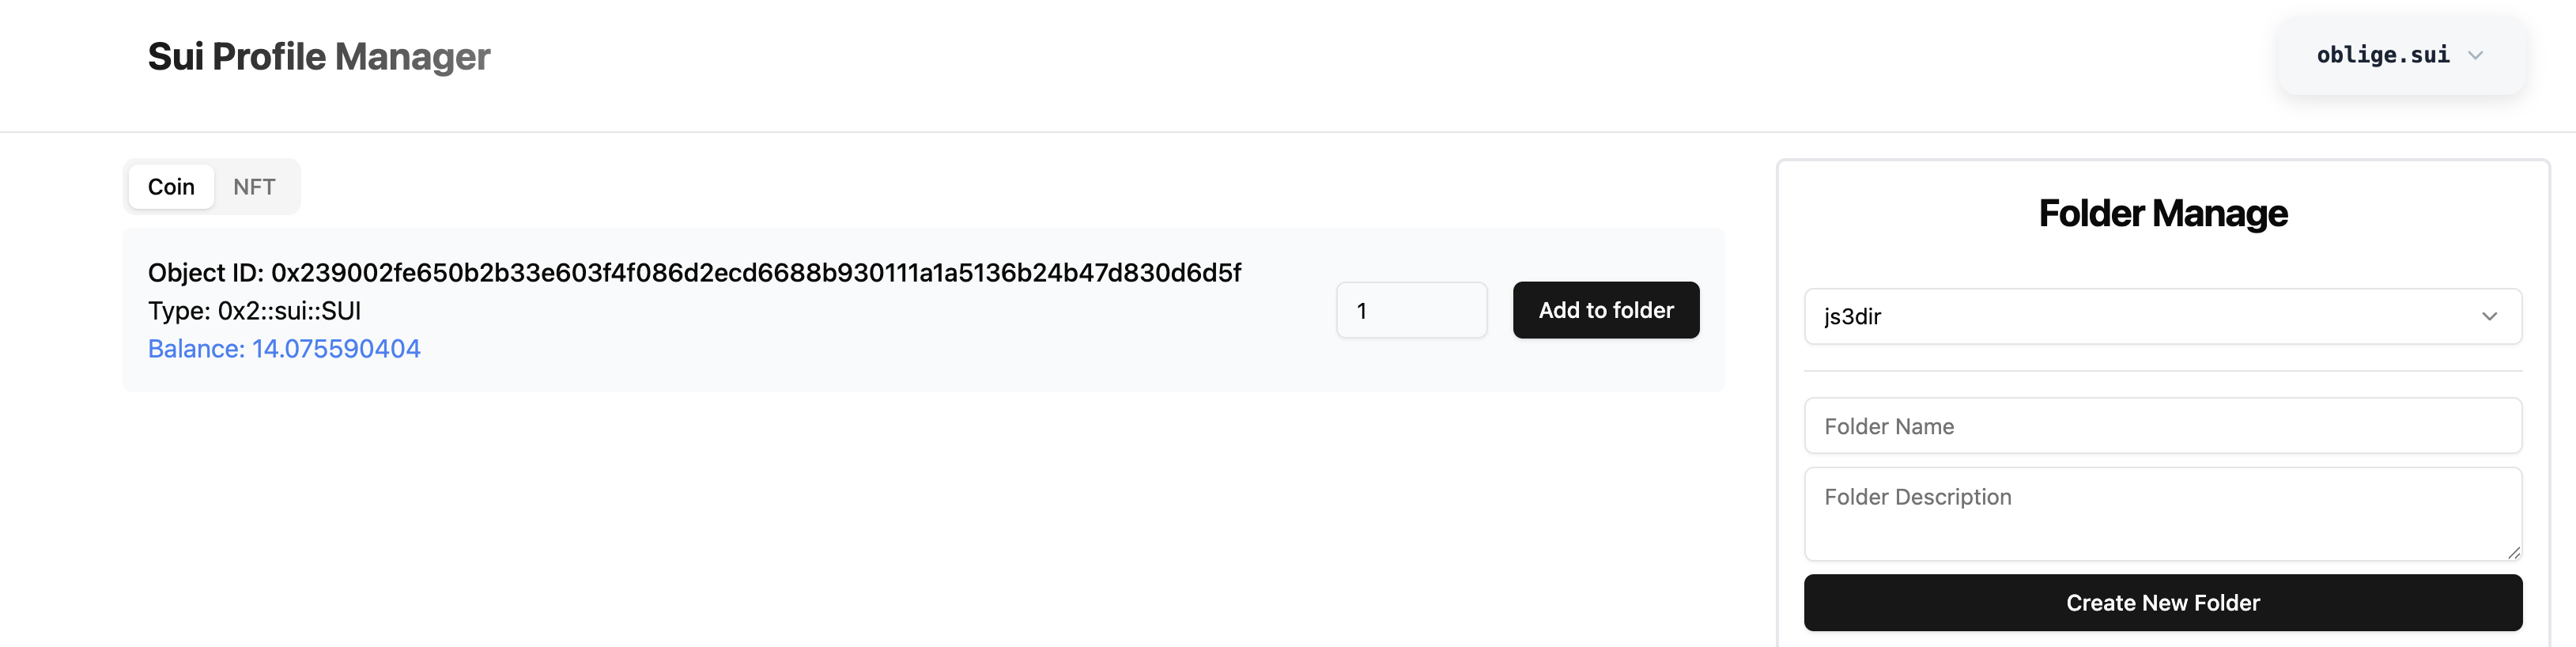 Sui Profile Manager
oblige.sui
Coin
NFT
Object ID: 0x239002fe650b2b33e603f4f086d2ecd6688b930111a1a5136b24b47d830d6d5f
Type: 0x2::sui::SUI
Balance: 14.075590404
1
Add to folder
Folder Manage
js3dir
Folder Name
Folder Description
Create New Folder